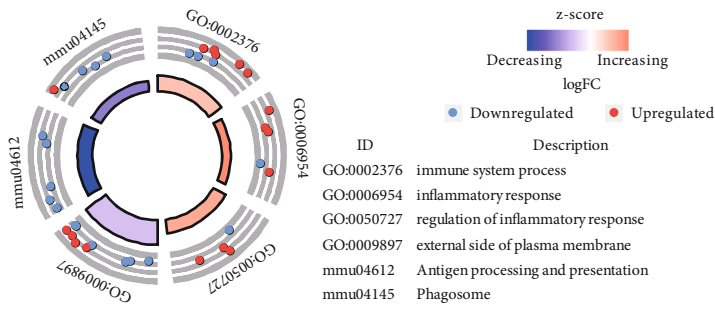 GO:0002376
GO:0006954
GO:0050727
GO:0009897
mmu04612
mmu04145
z-score
Decreasing Increasing
logFC
Downregulated Upregulated
ID Description
GO:0002376 immune system process
GO:0006954 inflammatory response
GO:0050727 regulation of inflammatory response
GO:0009897 external side of plasma membrane
mmu04612 Antigen processing and presentation
mmu04145 Phagosome